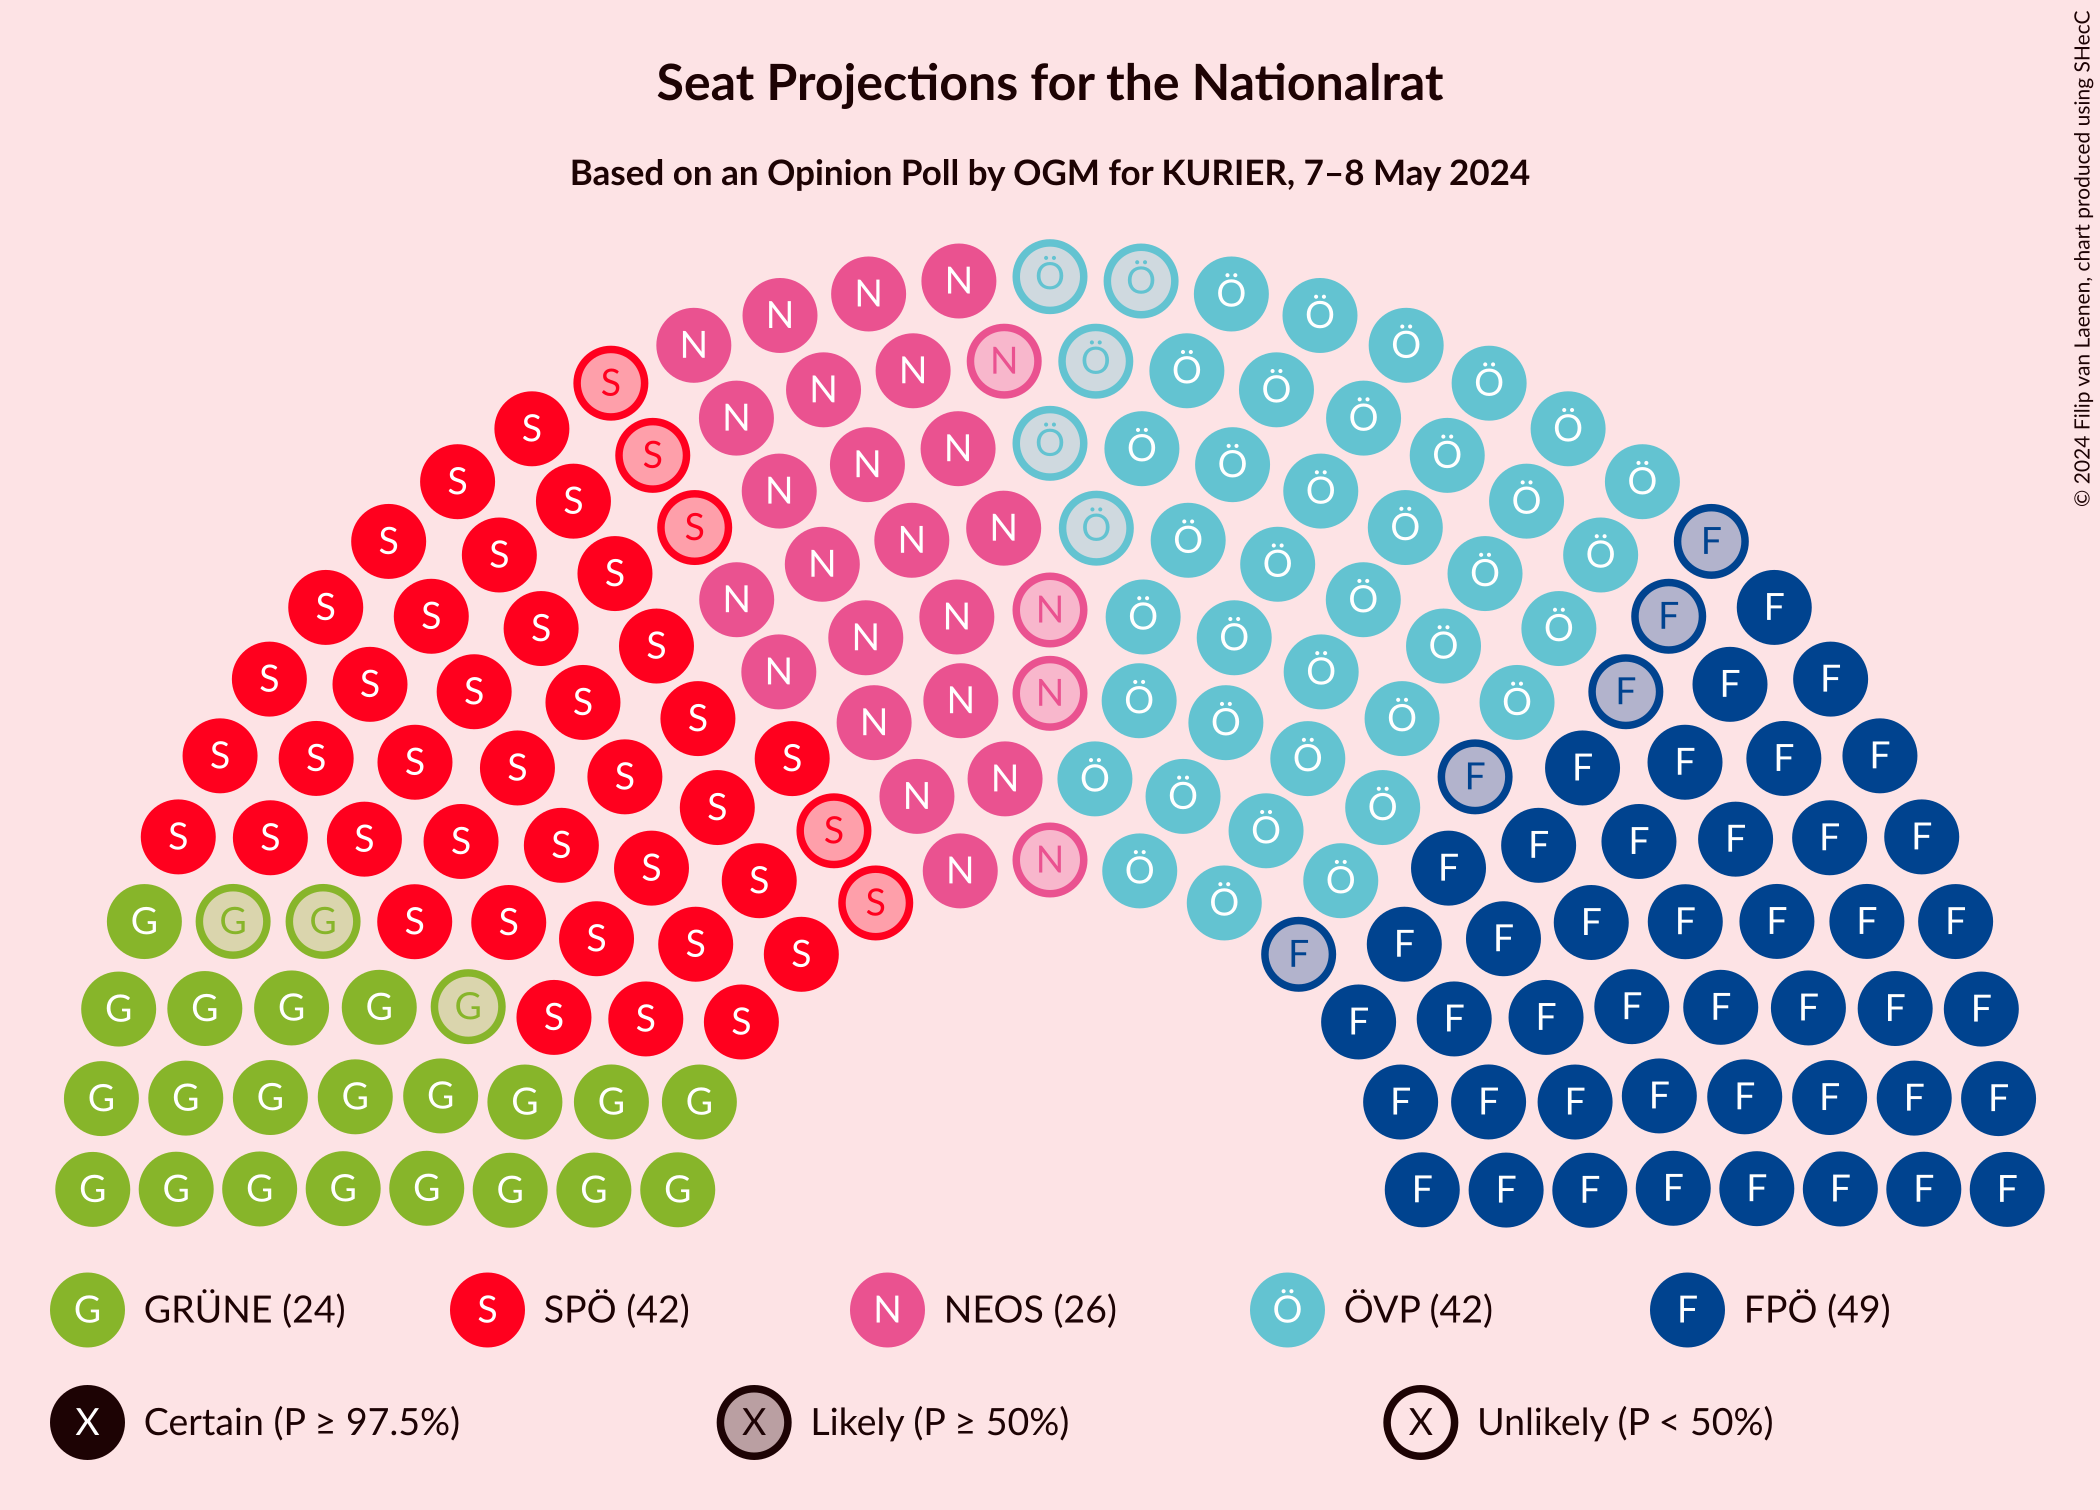 Seat Projections for the Nationalrat
Based on an Opinion Poll by OGM for KURIER, 7–8 May 2024
© 2024 Filip van Laenen, chart produced using SHecC
Ö Ö
N N N N Ö Ö Ö Ö Ö Ö
S S N N N N Ö Ö Ö Ö Ö Ö F
S S S N N N Ö Ö Ö Ö Ö Ö F F
S S S S N N N Ö Ö Ö Ö Ö Ö F F F
S S S S S N N N N Ö Ö Ö Ö Ö F F F F
S S S S S S N N N Ö Ö Ö Ö F F F F F F
G G G S S S S S S N N N Ö Ö Ö Ö F F F F F F F
G G G G G S S S F F F F F F F F
G G G G G G G G F F F F F F F F
G G G G G G G G F F F F F F F F
G GRÜNE (24) S SPÖ (42) N NEOS (26) Ö ÖVP (42) F FPÖ (49)
X Certain (P ≥ 97.5%) X Likely (P ≥ 50%) X Unlikely (P < 50%)